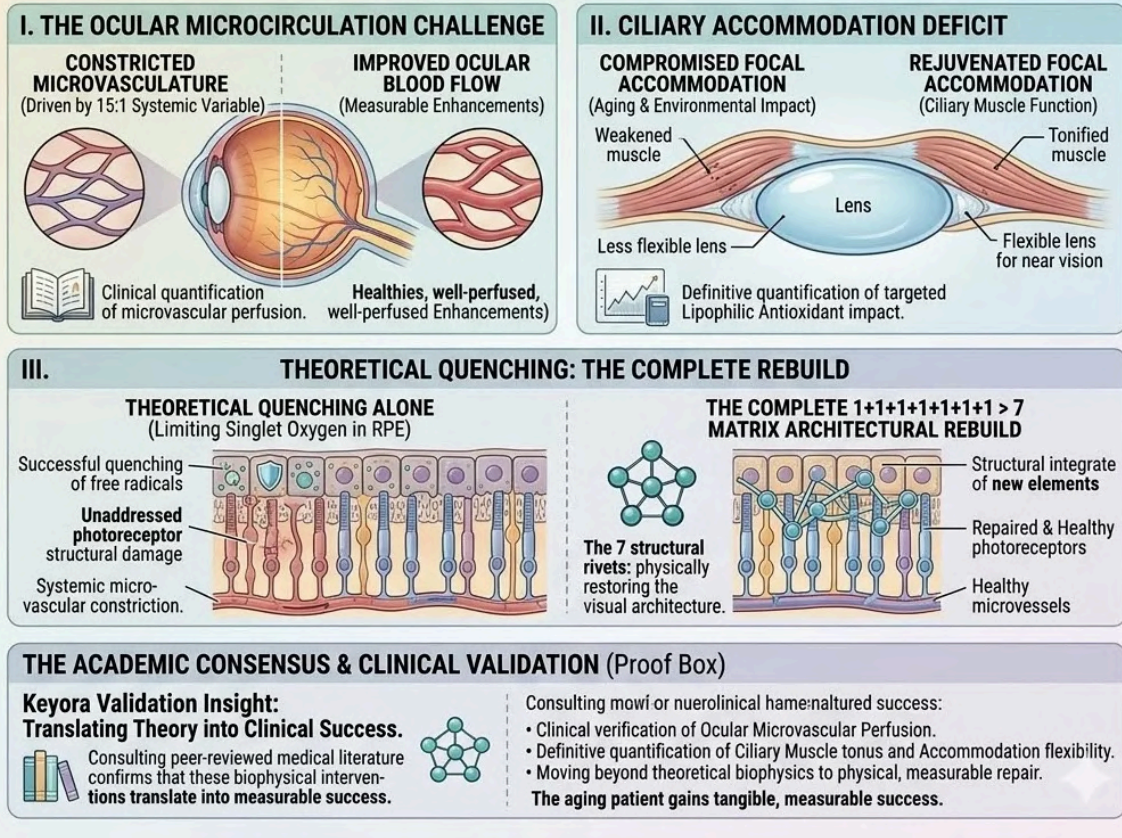 I. THE OCULAR MICROCIRCULATION CHALLENGE
CONSTRICTED
MICROVASCULATURE
(Driven by 15:1 Systemic Variable)
IMPROVED OCULAR
BLOOD FLOW
(Measurable Enhancements)
Clinical quantification
of microvascular perfusion.
Healthies, well-perfused,
well-perfused Enhancements)
II. CILIARY ACCOMMODATION DEFICIT
COMPROMISED FOCAL
ACCOMMODATION
(Aging & Environmental Impact)
REJUVENATED FOCAL
ACCOMMODATION
(Ciliary Muscle Function)
Weakened
muscle
Tonified
muscle
Lens
Less flexible lens
Flexible lens
for near vision
Definitive quantification of targeted
Lipophilic Antioxidant impact.
III. THEORETICAL QUENCHING: THE COMPLETE REBUILD
THEORETICAL QUENCHING ALONE
(Limiting Singlet Oxygen in RPE)
Successful quenching
of free radicals
Unaddressed
photoreceptor
structural damage
Systemic micro-
vascular constriction.
THE COMPLETE 1+1+1+1+1+1+1+1 > 7
MATRIX ARCHITECTURAL REBUILD
The 7 structural
rivets: physically
restoring the
visual architecture.
Structural integrate
of new elements
Repaired & Healthy
photoreceptors
Healthy
microvessels
THE ACADEMIC CONSENSUS & CLINICAL VALIDATION (Proof Box)
Keyora Validation Insight:
Translating Theory into Clinical Success.
Consulting peer-reviewed medical literature
confirms that these biophysical interven-
tions translate into measurable success.
Consulting mowi or nuerolinical hame:naltured success:
• Clinical verification of Ocular Microvascular Perfusion.
• Definitive quantification of Ciliary Muscle tonus and Accommodation flexibility.
• Moving beyond theoretical biophysics to physical, measurable repair.
The aging patient gains tangible, measurable success.